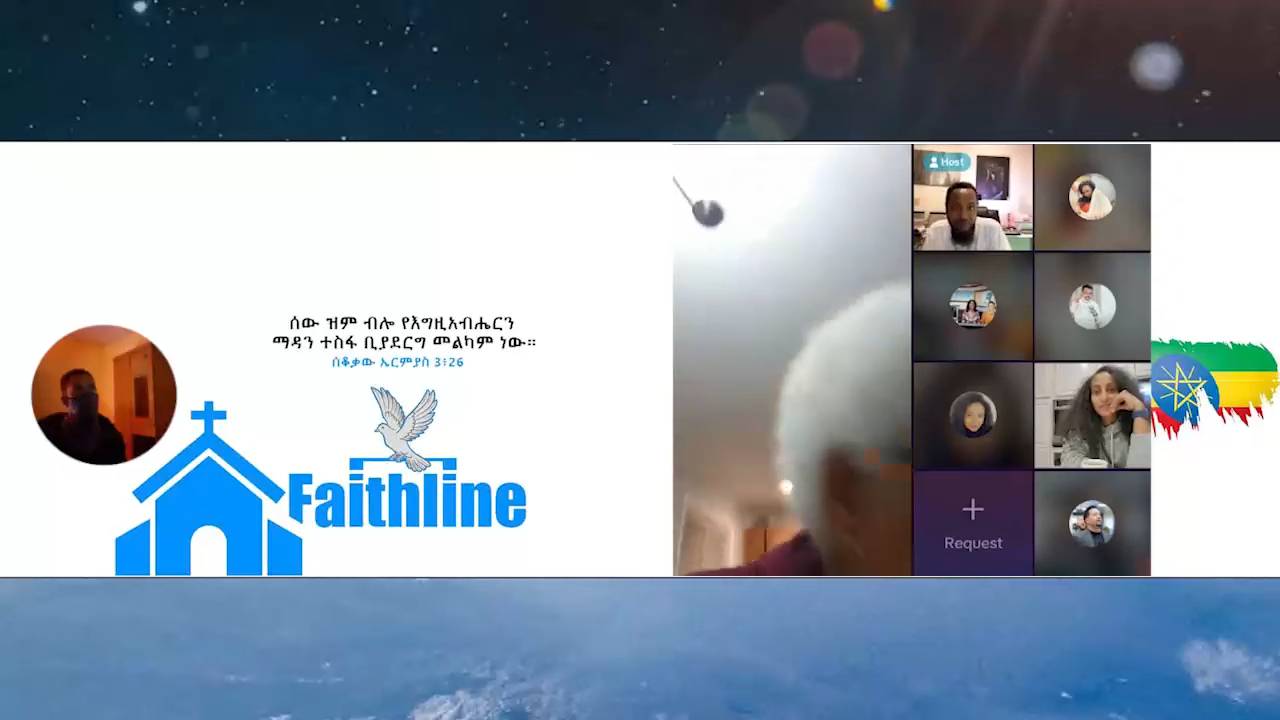 ሰው ዝም ብሎ የእግዚአብሔርን
ማዳን ተስፋ ቢያደርግ መልካም ነው።
ሰቆቃው ኤርምያስ 3፥26
Faithline
Host
Request